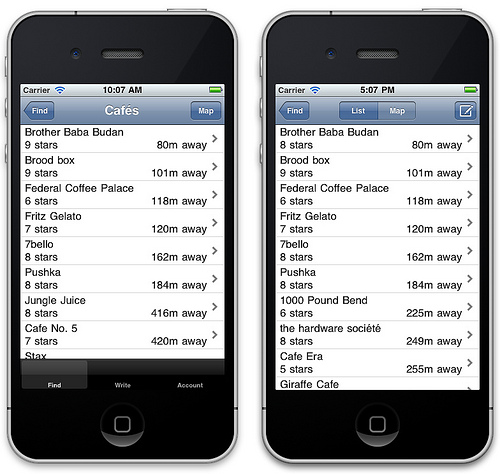 Carrier 10:07 AM
Find Cafés Map
Brother Baba Budan
9 stars 80m away
Brood box
9 stars 101m away
Federal Coffee Palace
6 stars 118m away
Fritz Gelato
7 stars 120m away
7bello
8 stars 162m away
Pushka
8 stars 184m away
Jungle Juice
8 stars 416m away
Cafe No. 5
7 stars 420m away
Stax
Find Write Account
Carrier 5:07 PM
Find List Map
Brother Baba Budan
8 stars 80m away
Brood box
9 stars 101m away
Federal Coffee Palace
6 stars 118m away
Fritz Gelato
7 stars 120m away
7bello
8 stars 162m away
Pushka
8 stars 184m away
1000 Pound Bend
6 stars 225m away
the hardware société
8 stars 249m away
Cafe Era
5 stars 255m away
Giraffe Cafe